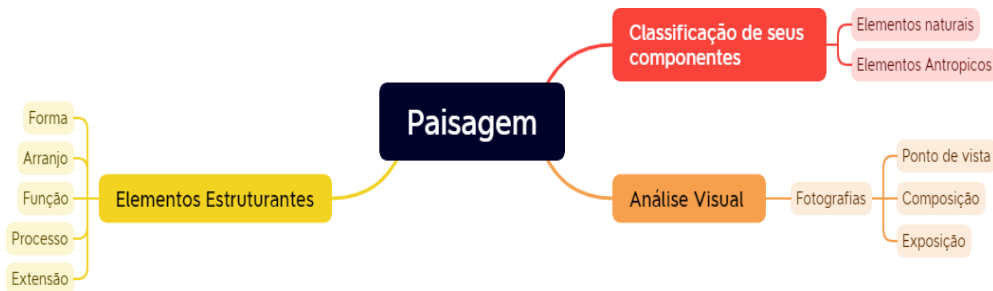 Paisagem
Classificação de seus
componentes
Elementos naturais
Elementos Antropicos
Análise Visual
Fotografias
Ponto de vista
Composição
Exposição
Elementos Estruturantes
Forma
Arranjo
Função
Processo
Extensão